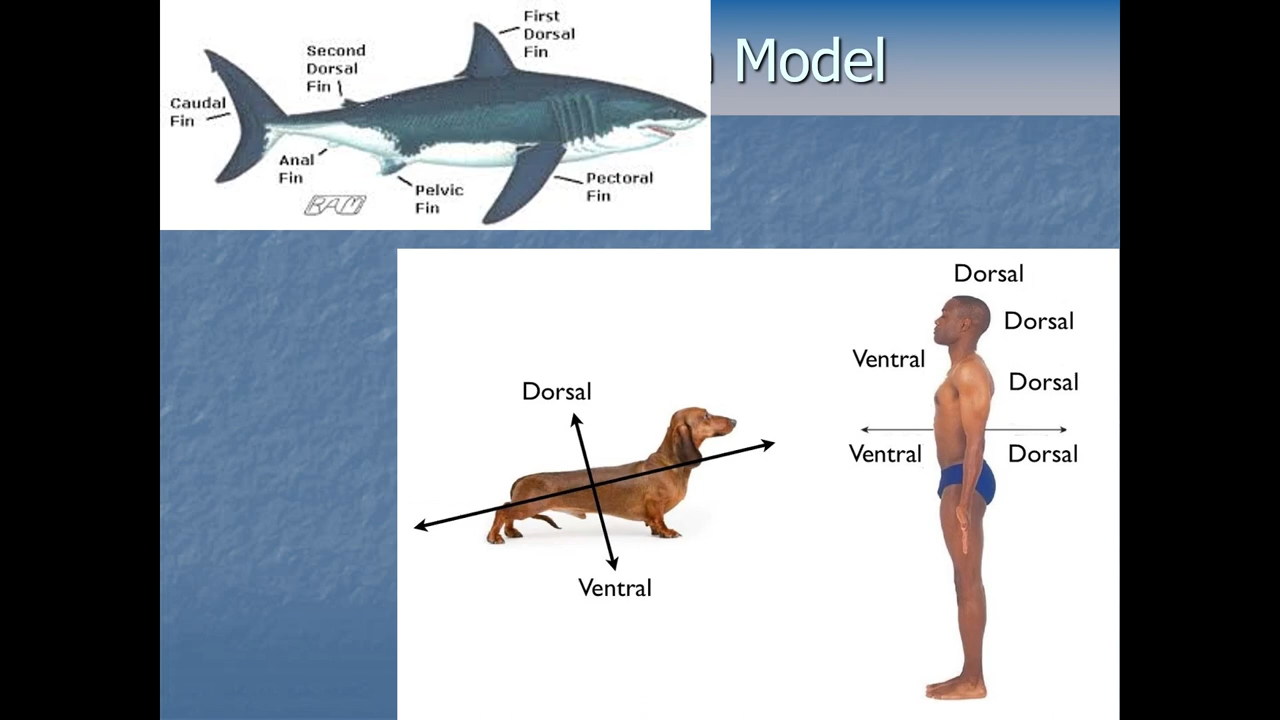 Model
First
Dorsal
Fin
Second
Dorsal
Fin
Caudal
Fin
Anal
Fin
Pelvic
Fin
Pectoral
Fin
RAM
Dorsal
Ventral
Dorsal
Dorsal
Ventral
Dorsal
Ventral
Dorsal